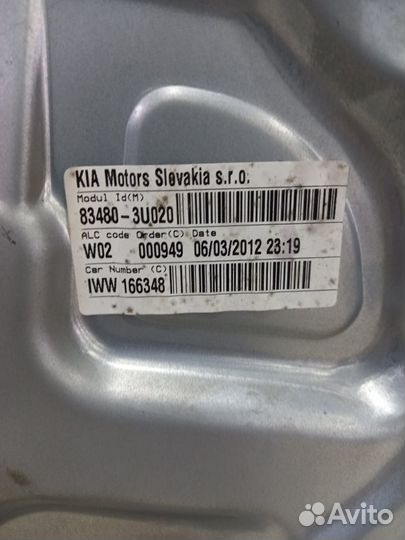 KIA Motors Slovakia s.r.o.
Modul Id(M)
83480-3U020
ALC code Order(C) Date
W02 000949 06/03/2012 23:19
Car Number (C)
IWW 166348
Avito